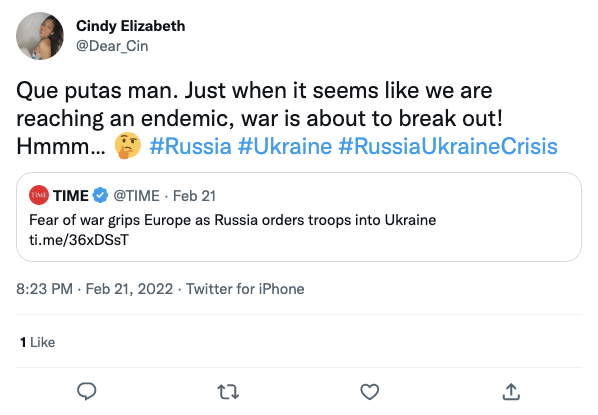 Cindy Elizabeth
@Dear_Cin
Que putas man. Just when it seems like we are
reaching an endemic, war is about to break out!
Hmmm... 🤔 #Russia #Ukraine #RussiaUkraineCrisis
TIME TIME @TIME · Feb 21
Fear of war grips Europe as Russia orders troops into Ukraine
ti.me/36xDSsT
8:23 PM · Feb 21, 2022 · Twitter for iPhone
1 Like